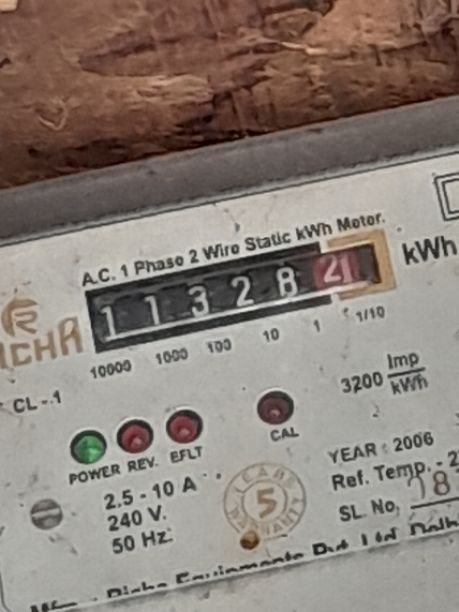 A.C. 1 Phase 2 Wire Static kWh Meter.
1 1 3 2 8 2 kWh
10000 1000 100 10 1 1/10
CL - 1
3200 Imp/kWh
POWER REV. EFLT CAL
2.5 - 10 A
240 V.
50 Hz.
5
YEAR : 2006
Ref. Temp. - 2
SL. No. 18